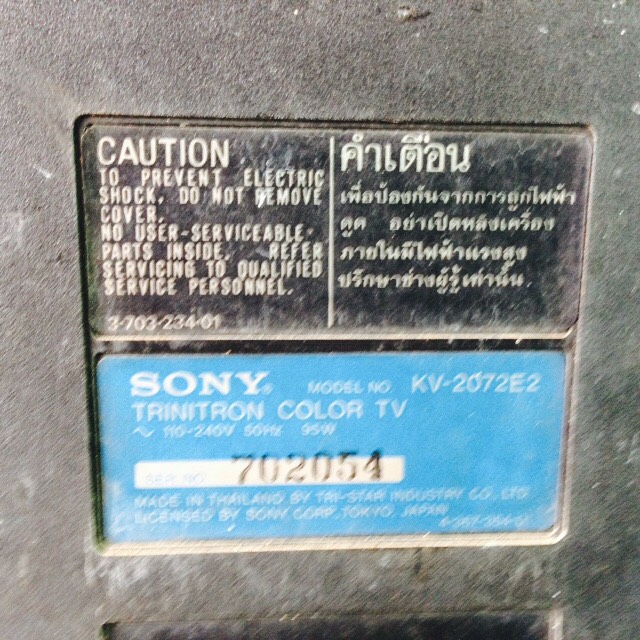 CAUTION
TO PREVENT ELECTRIC
SHOCK, DO NOT REMOVE
COVER.
NO USER-SERVICEABLE-
PARTS INSIDE. REFER
SERVICING TO QUALIFIED
SERVICE PERSONNEL.
3-703-234-01
คำเตือน
เพื่อป้องกันจากการถูกไฟฟ้า
ดูด อย่าเปิดหลังเครื่อง
ภายในมีไฟฟ้าแรงสูง
ปรึกษาช่างผู้รู้เท่านั้น
SONY® MODEL NO. KV-2072E2
TRINITRON COLOR TV
~ 110-240V 50Hz 95W
SER. NO. 702054
MADE IN THAILAND BY TRI-STAR INDUSTRY CO., LTD.
LICENSED BY SONY CORP. TOKYO, JAPAN